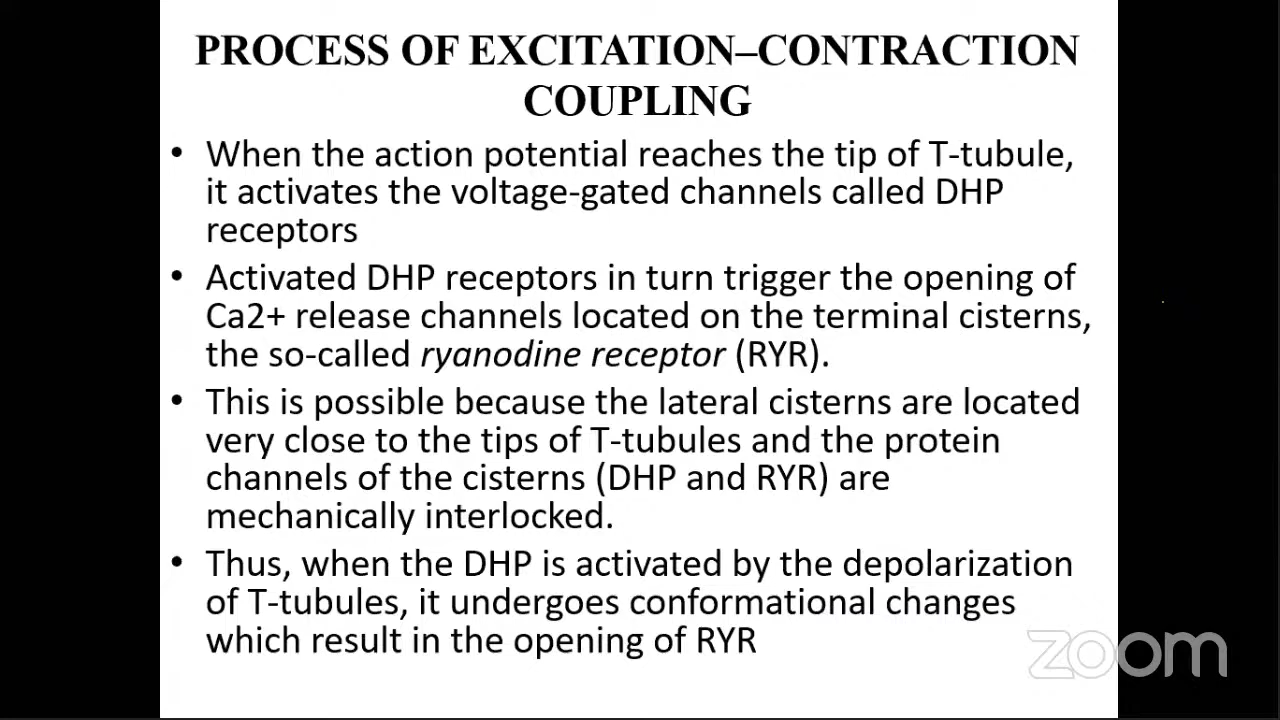 PROCESS OF EXCITATION–CONTRACTION
COUPLING
• When the action potential reaches the tip of T-tubule,
it activates the voltage-gated channels called DHP
receptors
• Activated DHP receptors in turn trigger the opening of
Ca2+ release channels located on the terminal cisterns,
the so-called ryanodine receptor (RYR).
• This is possible because the lateral cisterns are located
very close to the tips of T-tubules and the protein
channels of the cisterns (DHP and RYR) are
mechanically interlocked.
• Thus, when the DHP is activated by the depolarization
of T-tubules, it undergoes conformational changes
which result in the opening of RYR
zoom